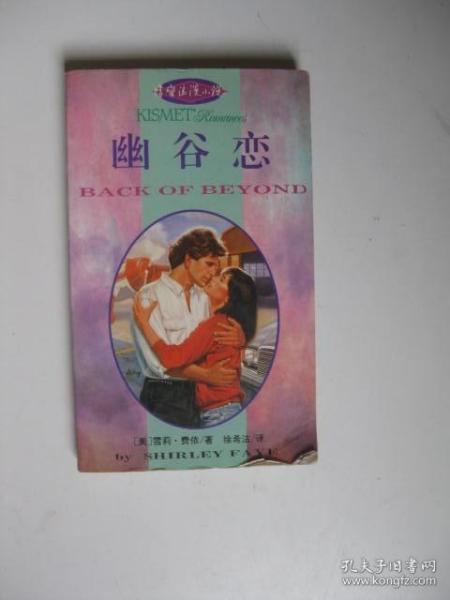 KISMET Romances
幽谷恋
BACK OF BEYOND
[美]雪莉·费依/著 徐希法/译
by SHIRLEY FAYE
孔夫子旧书网
www.kongfz.com